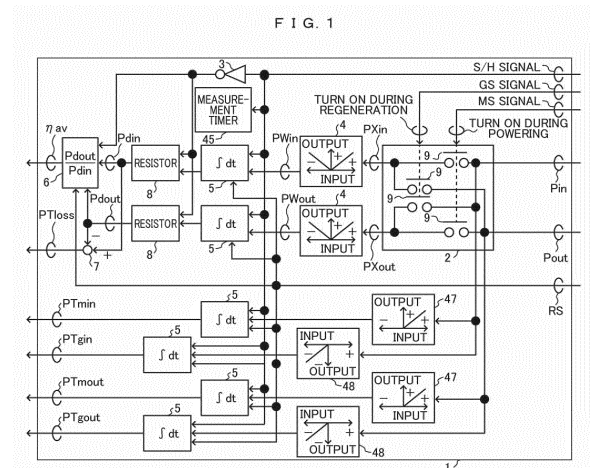 FIG. 1
S/H SIGNAL
GS SIGNAL
MS SIGNAL
3
MEASURE-
MENT
TIMER
45
TURN ON DURING
REGENERATION
TURN ON DURING
POWERING
η av
Pdin
Pdout
Pdin
6
RESISTOR
8
∫ dt
5
PWin
4
OUTPUT
− +
INPUT
PXin
9
9
Pin
Pdout
PTloss
−
+
7
RESISTOR
8
∫ dt
5
PWout
4
OUTPUT
− +
INPUT
PXout
9
9
2
Pout
RS
PTmin
5
∫ dt
OUTPUT
− +
INPUT
47
PTgin
5
∫ dt
INPUT
− +
OUTPUT
48
PTmout
5
∫ dt
OUTPUT
− +
INPUT
47
PTgout
5
∫ dt
INPUT
− +
OUTPUT
48
1